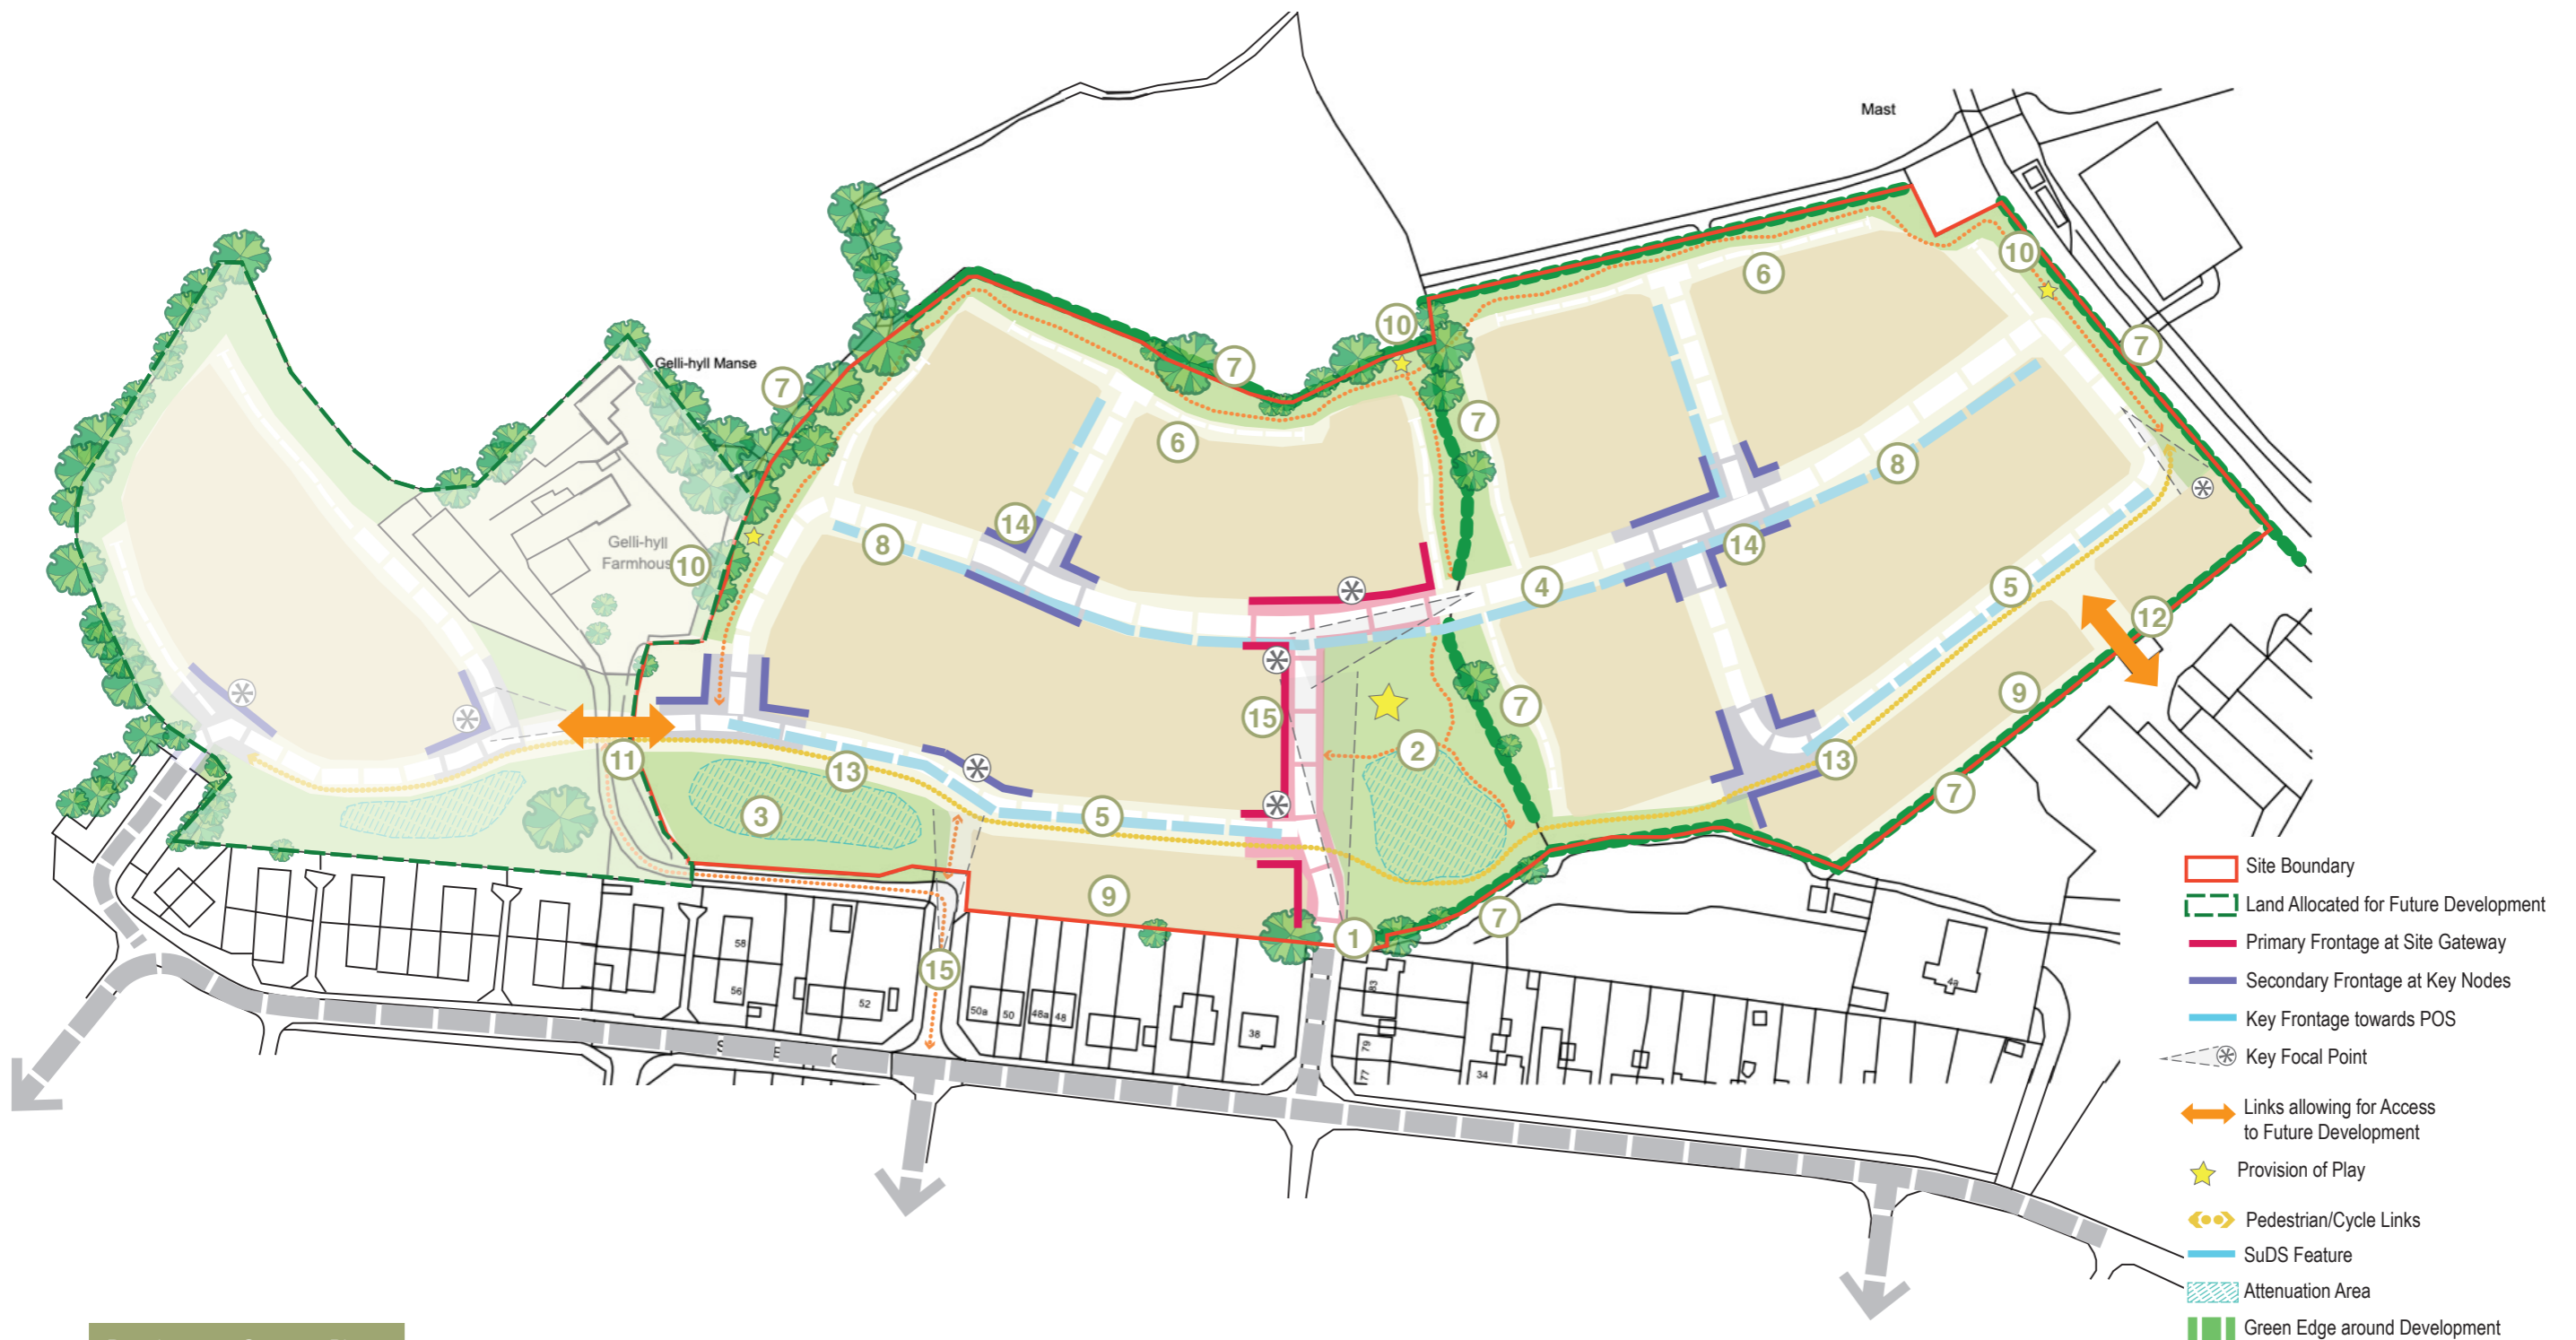 Mast
10
6
7
10
7
Gelli-hyll Manse
7
7
6
8
14
8
14
Gelli-hyll
Farmhous
10
4
5
12
9
7
15
2
11
13
13
3
5
7
9
7
1
15
58
56
52
50a
50
48a
48
38
83
79
77
34
4a
Site Boundary
Land Allocated for Future Development
Primary Frontage at Site Gateway
Secondary Frontage at Key Nodes
Key Frontage towards POS
Key Focal Point
Links allowing for Access
to Future Development
Provision of Play
Pedestrian/Cycle Links
SuDS Feature
Attenuation Area
Green Edge around Development